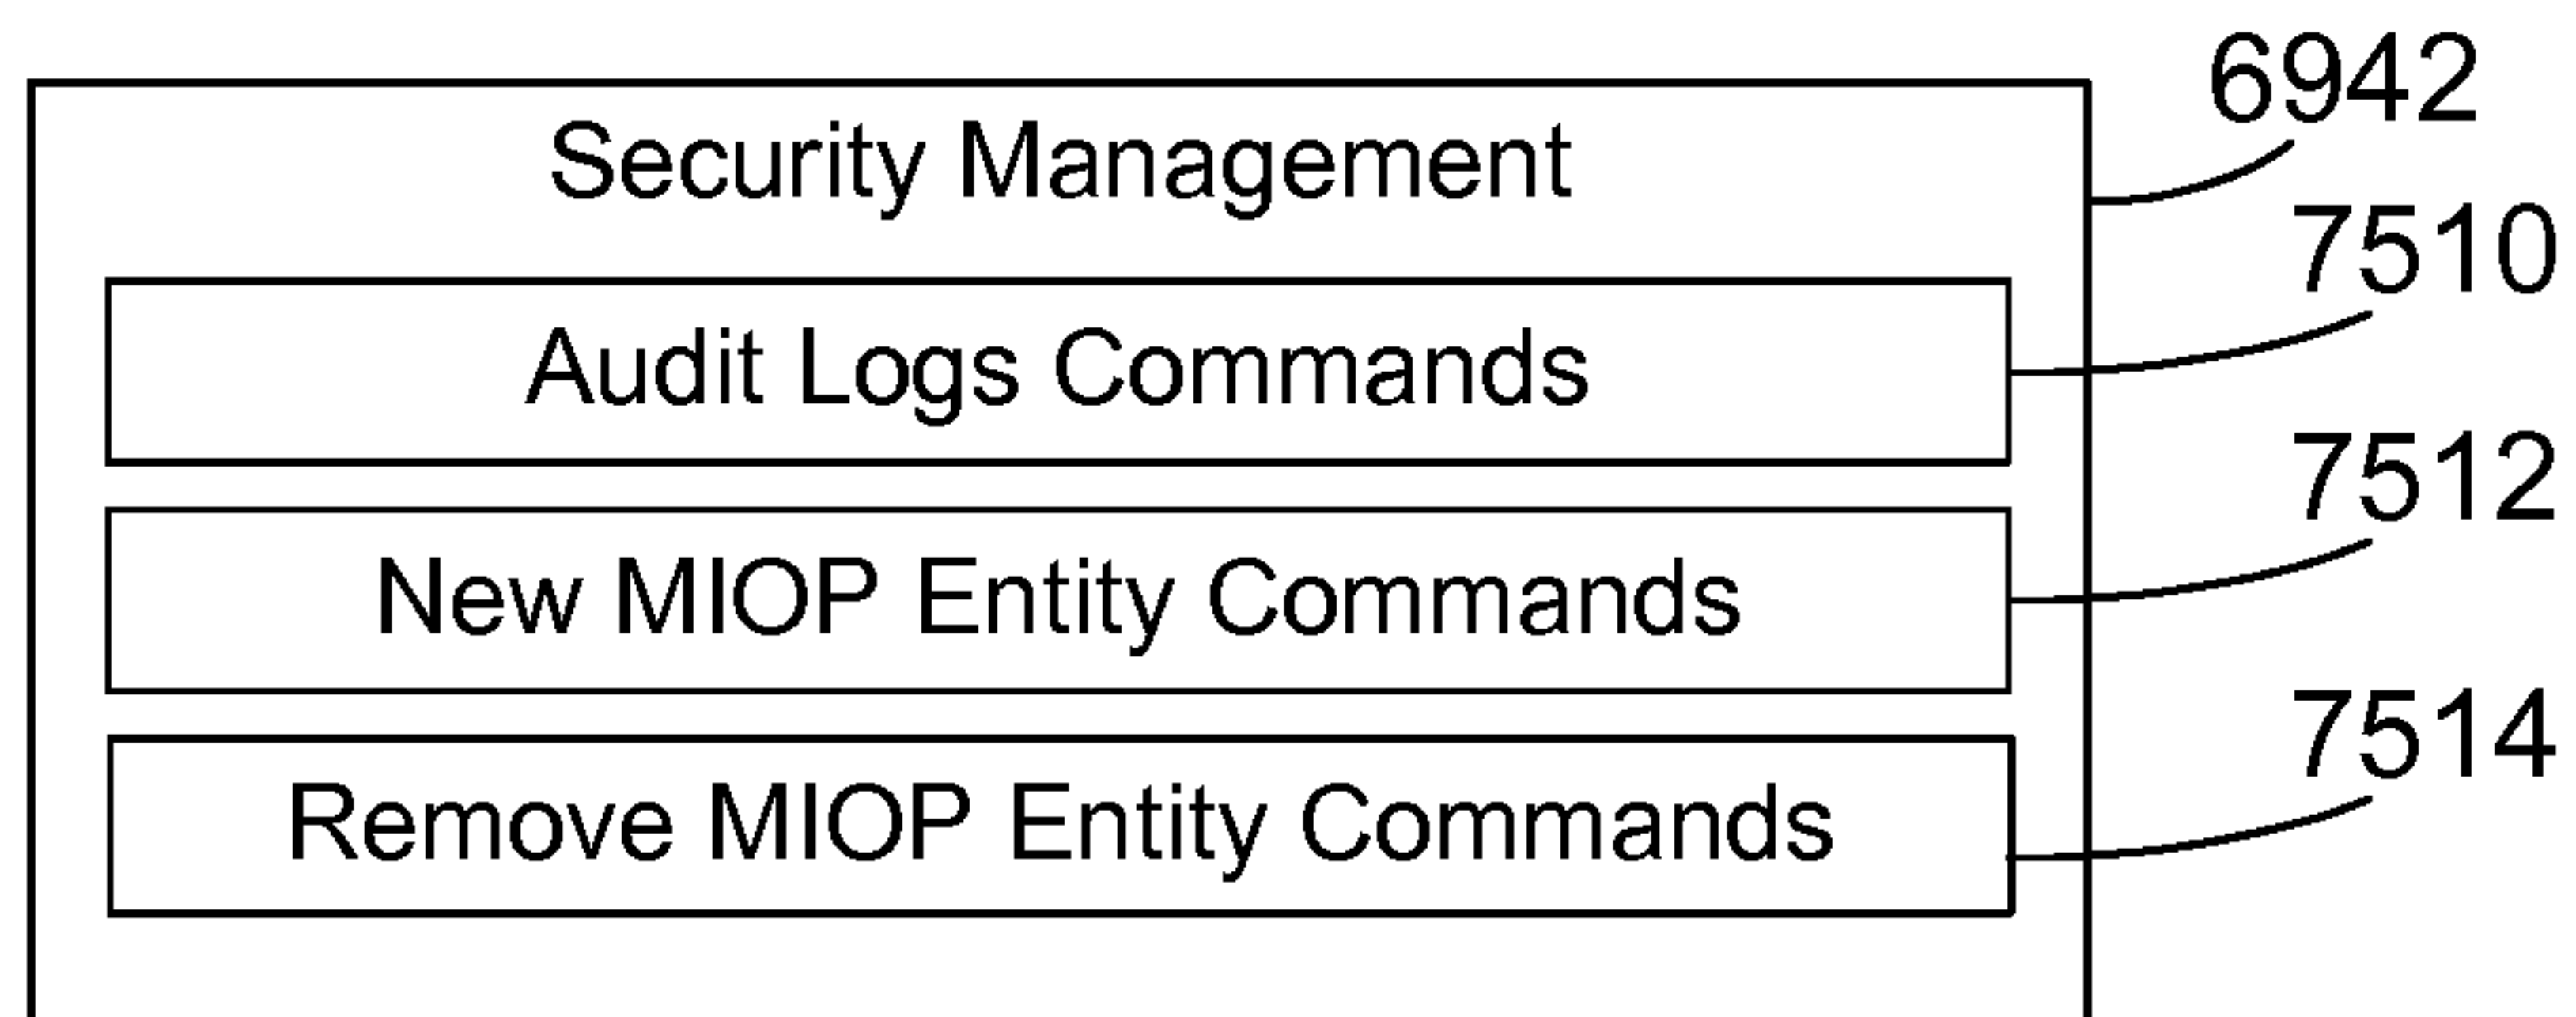 6942
Security Management
7510
Audit Logs Commands
7512
New MIOP Entity Commands
7514
Remove MIOP Entity Commands